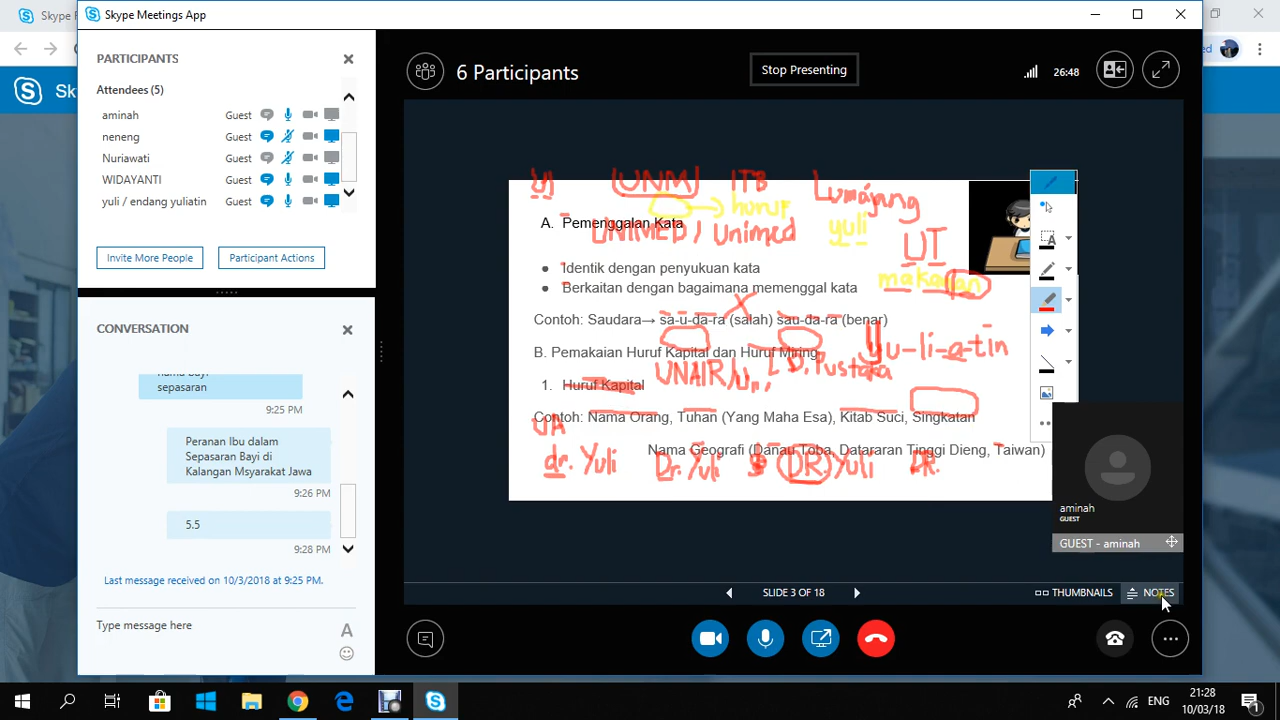 Skype Meetings App
PARTICIPANTS
Attendees (5)
aminah Guest
neneng Guest
Nuriawati Guest
WIDAYANTI Guest
yuli / endang yuliatin Guest
Invite More People Participant Actions
CONVERSATION
sepasaran
9:25 PM
Peranan Ibu dalam
Sepasaran Bayi di
Kalangan Msyarakat Jawa
9:26 PM
5.5
9:28 PM
Last message received on 10/3/2018 at 9:25 PM.
Type message here
6 Participants
Stop Presenting
26:48
UNM ITB Lumajang
huruf
A. Pemenggalan Kata
UNIMED / Unimed yuli
UT
● Identik dengan penyukuan kata
makanan
● Berkaitan dengan bagaimana memenggal kata
Contoh: Saudara→ sa-u-da-ra (salah) sau-da-ra (benar)
yu-li-a-tin
B. Pemakaian Huruf Kapital dan Huruf Miring
UNAIR
D. Pustaka
1. Huruf Kapital
Contoh: Nama Orang, Tuhan (Yang Maha Esa), Kitab Suci, Singkatan
UA
Nama Geografi (Danau Toba, Dataran Tinggi Dieng, Taiwan)
dr. Yuli Dr. Yuli DR Yuli DR.
aminah
GUEST
GUEST - aminah
SLIDE 3 OF 18
THUMBNAILS
NOTES
ENG
21:28
10/03/18